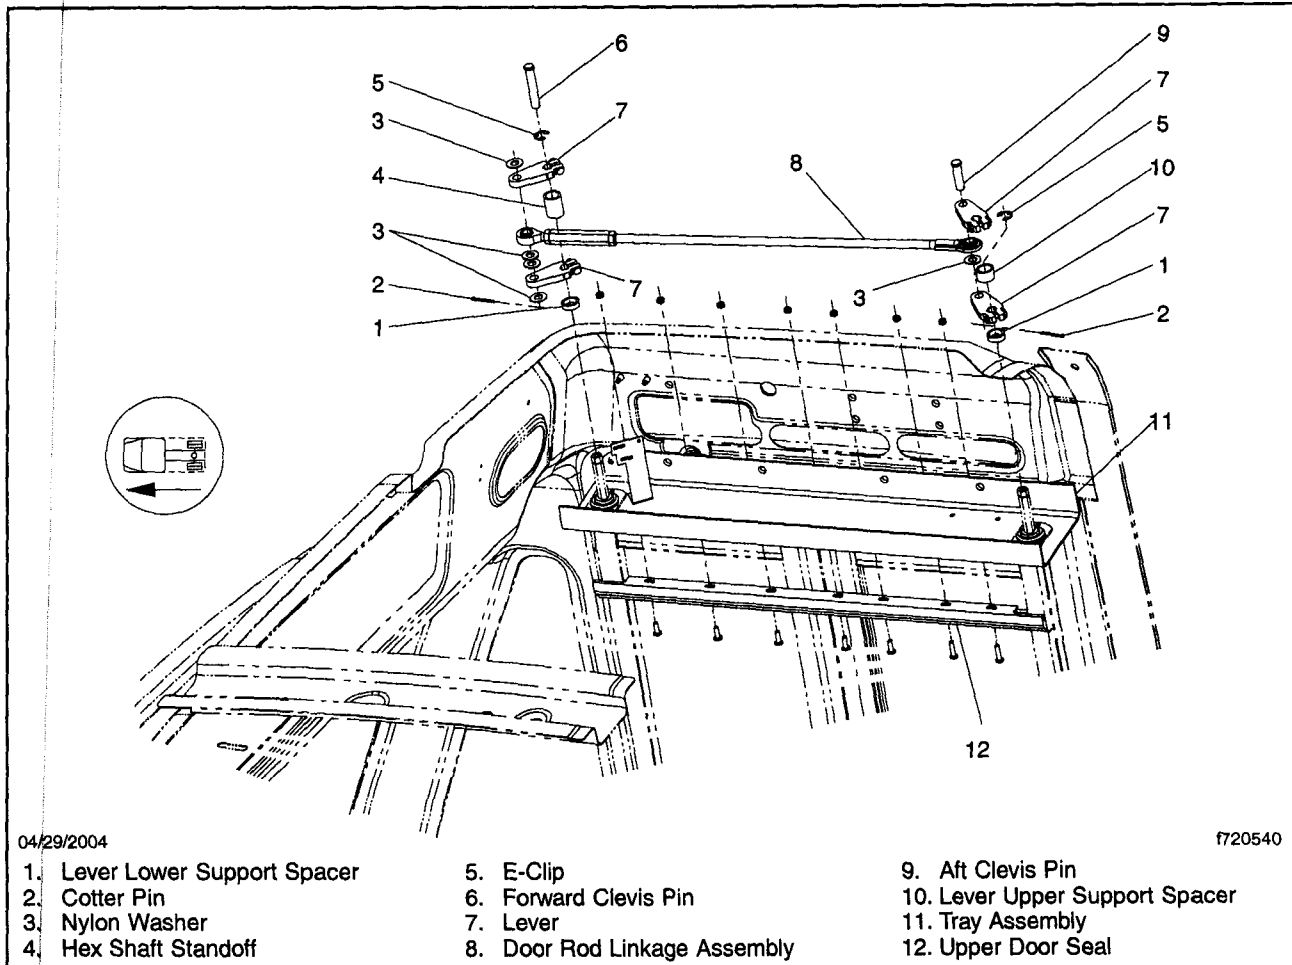 6
9
5
7
3
7
5
8
10
4
7
3
3
1
2
7
2
1
11
12
04/29/2004
f720540
1. Lever Lower Support Spacer
2. Cotter Pin
3. Nylon Washer
4. Hex Shaft Standoff
5. E-Clip
6. Forward Clevis Pin
7. Lever
8. Door Rod Linkage Assembly
9. Aft Clevis Pin
10. Lever Upper Support Spacer
11. Tray Assembly
12. Upper Door Seal